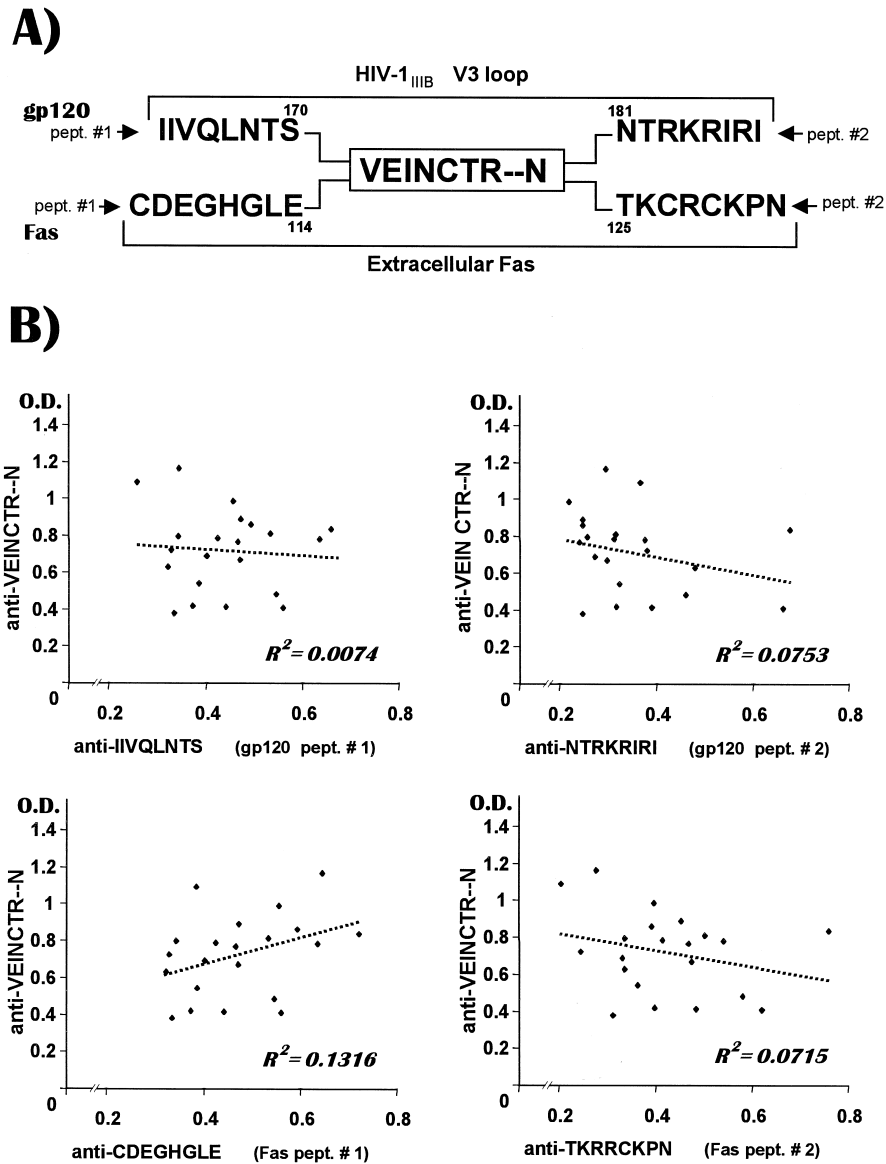 A)
HIV-1IIIB V3 loop
gp120
pept. #1
IIVQLNTS
170
181
NTRKRIRI
pept. #2
VEINCTR--N
pept. #1
CDEGHGLE
114
125
TKCRCKPN
pept. #2
Fas
Extracellular Fas
B)
O.D.
1.4
1.2
1
0.8
0.6
0.4
0.2
0
anti-VEINCTR--N
R2= 0.0074
0.2 0.4 0.6 0.8
anti-IIVQLNTS (gp120 pept. # 1)
O.D.
1.4
1.2
1
0.8
0.6
0.4
0.2
0
anti-VEIN CTR--N
R2= 0.0753
0.2 0.4 0.6 0.8
anti-NTRKRIRI (gp120 pept. # 2)
O.D.
1.4
1.2
1
0.8
0.6
0.4
0.2
0
anti-VEINCTR--N
R2= 0.1316
0.2 0.4 0.6 0.8
anti-CDEGHGLE (Fas pept. # 1)
O.D.
1.4
1.2
1
0.8
0.6
0.4
0.2
0
anti-VEINCTR--N
R2= 0.0715
0.2 0.4 0.6 0.8
anti-TKRRCKPN (Fas pept. # 2)